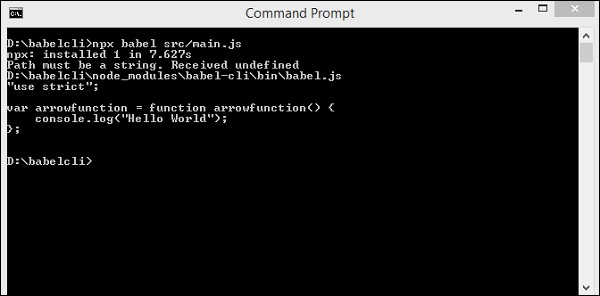 Command Prompt
D:\babelcli>npx babel src/main.js
npx: installed 1 in 7.627s
Path must be a string. Received undefined
D:\babelcli\node_modules\babel-cli\bin\babel.js
"use strict";
var arrowfunction = function arrowfunction() {
    console.log("Hello World");
};
D:\babelcli>